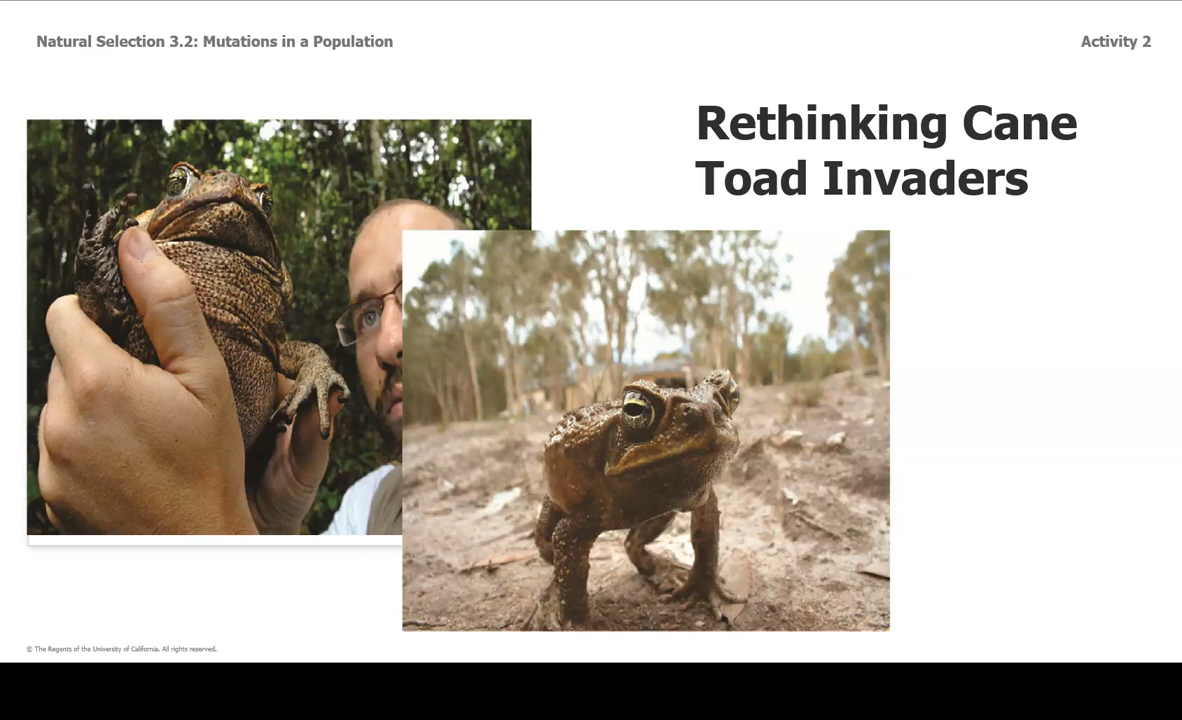 Natural Selection 3.2: Mutations in a Population
Activity 2
Rethinking Cane
Toad Invaders
© The Regents of the University of California. All rights reserved.